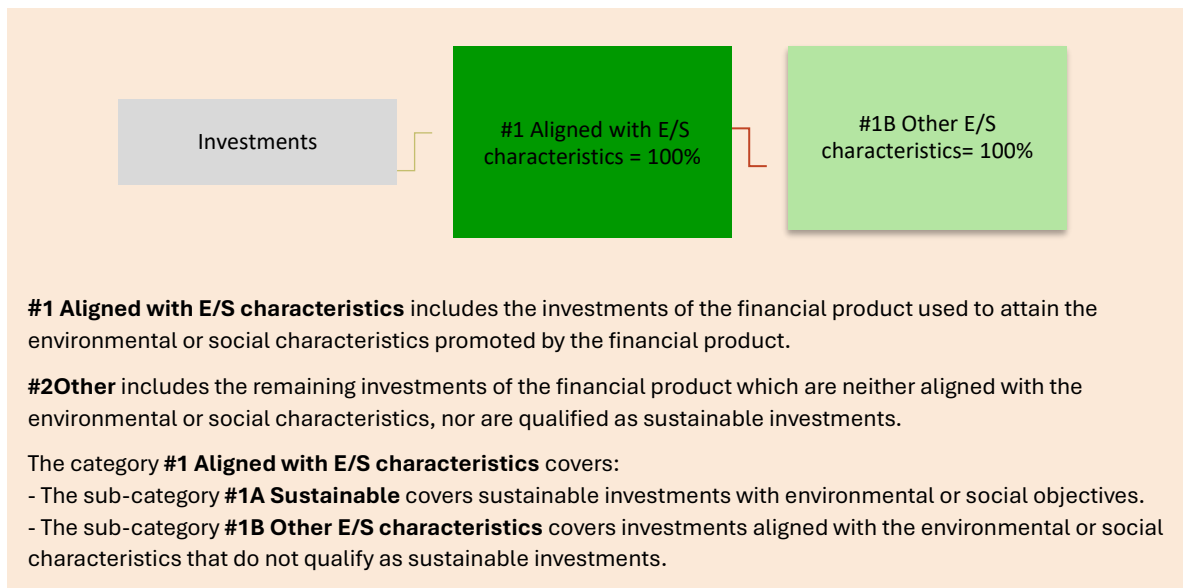 Investments
#1 Aligned with E/S
characteristics = 100%
#1B Other E/S
characteristics= 100%
#1 Aligned with E/S characteristics includes the investments of the financial product used to attain the
environmental or social characteristics promoted by the financial product.
#2Other includes the remaining investments of the financial product which are neither aligned with the
environmental or social characteristics, nor are qualified as sustainable investments.
The category #1 Aligned with E/S characteristics covers:
- The sub-category #1A Sustainable covers sustainable investments with environmental or social objectives.
- The sub-category #1B Other E/S characteristics covers investments aligned with the environmental or social
characteristics that do not qualify as sustainable investments.